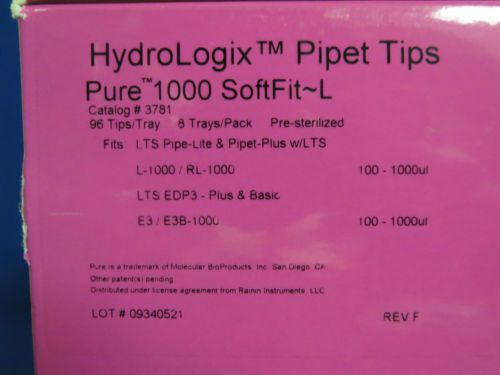 HydroLogix™ Pipet Tips
Pure™1000 SoftFit~L
Catalog # 3781
96 Tips/Tray 8 Trays/Pack Pre-sterilized
Fits: LTS Pipe-Lite & Pipet-Plus w/LTS
L-1000 / RL-1000 100 - 1000ul
LTS EDP3 - Plus & Basic
E3 / E3B-1000 100 - 1000ul
Pure is a trademark of Molecular BioProducts, Inc. San Diego, CA
Other patent(s) pending
Distributed under license agreement from Rainin Instruments, LLC
LOT # 09340521 REV F